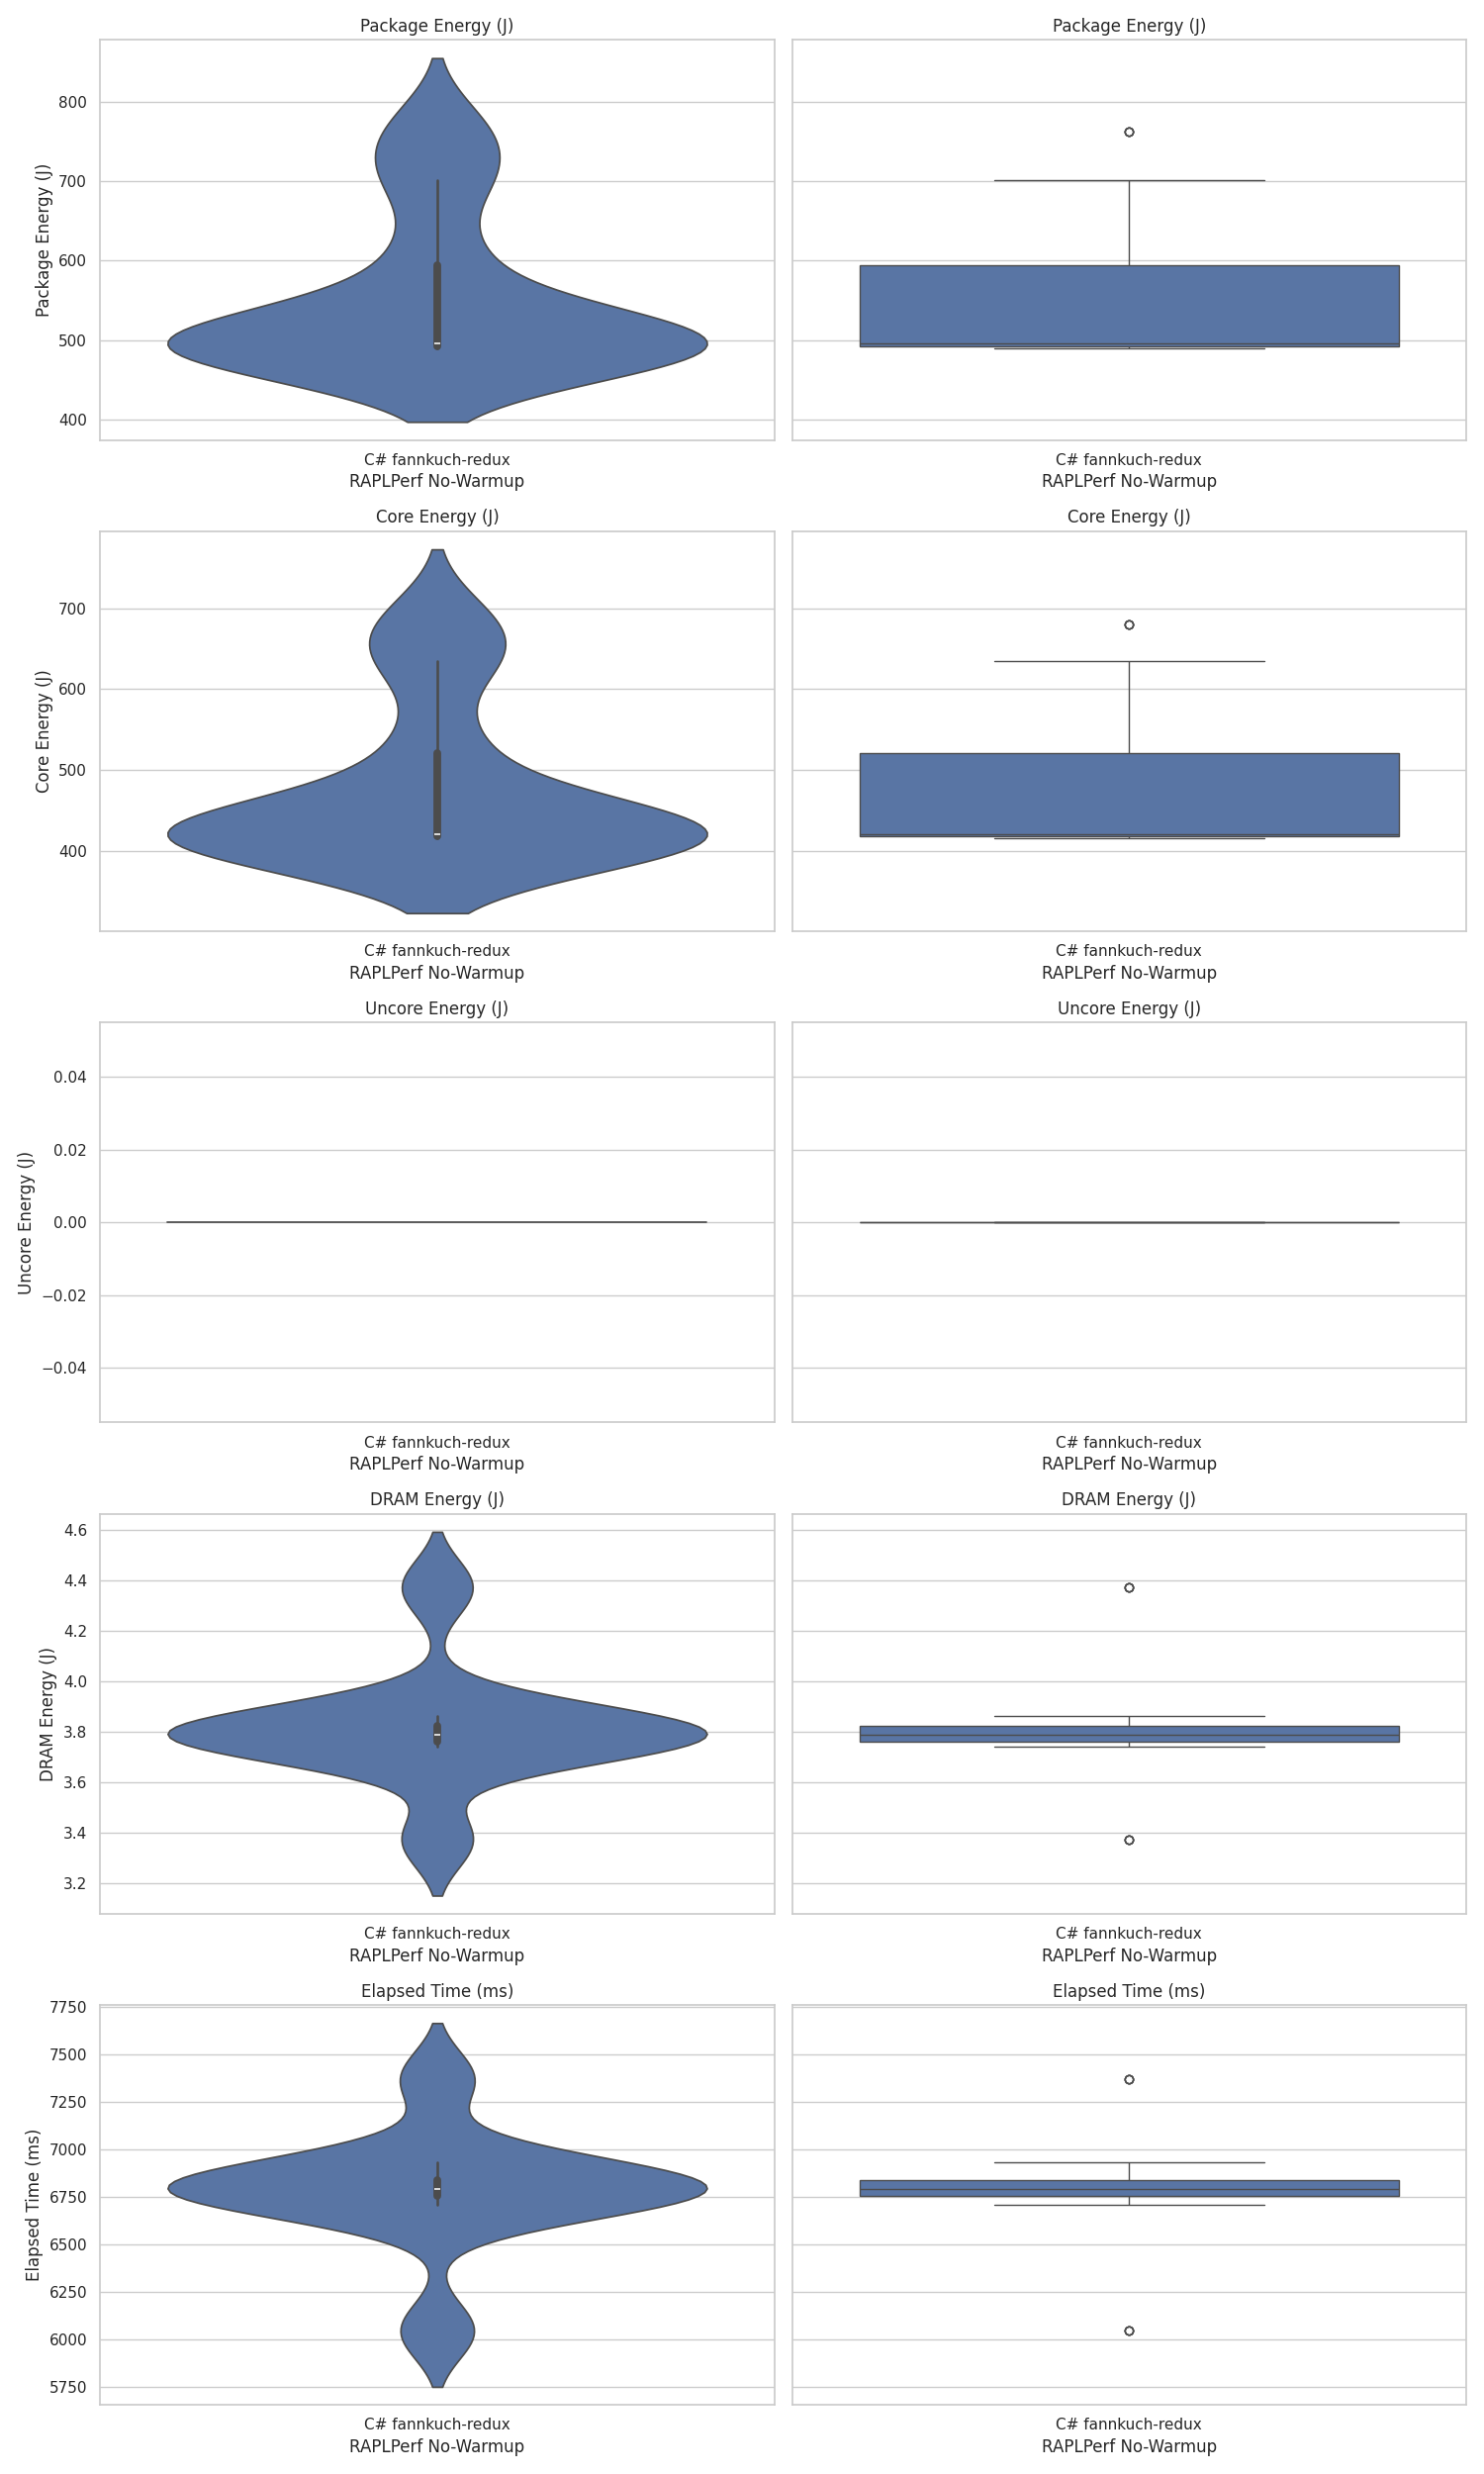 Package Energy (J)
Package Energy (J)
Package Energy (J)
800
700
600
500
400
C# fannkuch-redux
RAPLPerf No-Warmup
C# fannkuch-redux
RAPLPerf No-Warmup
Core Energy (J)
Core Energy (J)
Core Energy (J)
700
600
500
400
C# fannkuch-redux
RAPLPerf No-Warmup
C# fannkuch-redux
RAPLPerf No-Warmup
Uncore Energy (J)
Uncore Energy (J)
Uncore Energy (J)
0.04
0.02
0.00
−0.02
−0.04
C# fannkuch-redux
RAPLPerf No-Warmup
C# fannkuch-redux
RAPLPerf No-Warmup
DRAM Energy (J)
DRAM Energy (J)
DRAM Energy (J)
4.6
4.4
4.2
4.0
3.8
3.6
3.4
3.2
C# fannkuch-redux
RAPLPerf No-Warmup
C# fannkuch-redux
RAPLPerf No-Warmup
Elapsed Time (ms)
Elapsed Time (ms)
Elapsed Time (ms)
7750
7500
7250
7000
6750
6500
6250
6000
5750
C# fannkuch-redux
RAPLPerf No-Warmup
C# fannkuch-redux
RAPLPerf No-Warmup